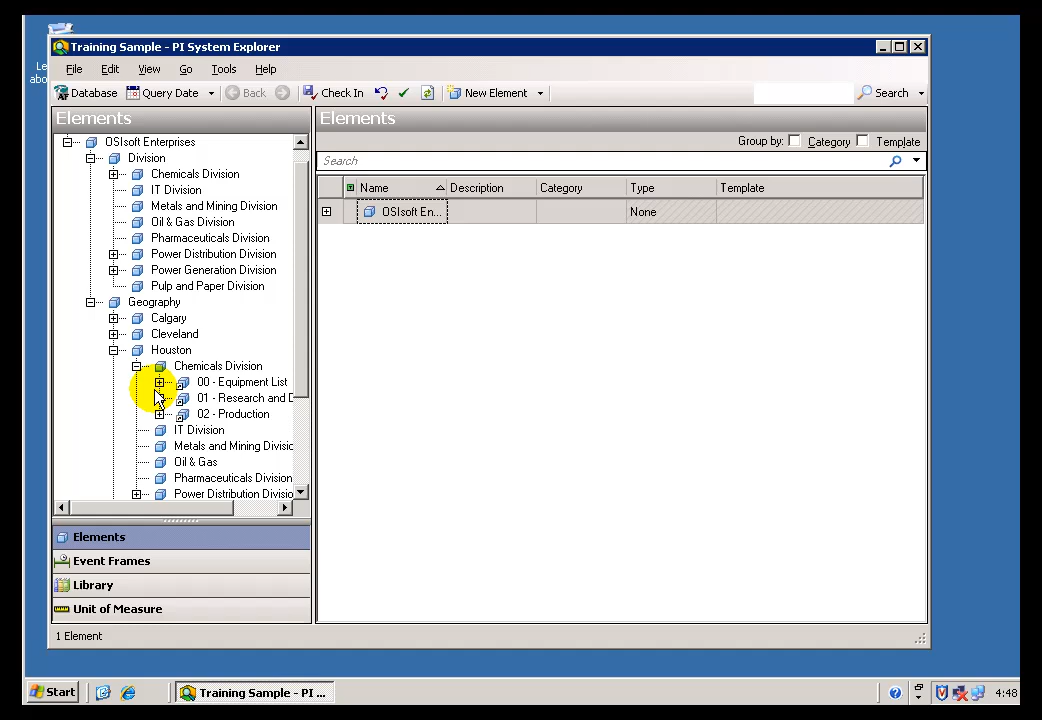 Le
abo
Training Sample - PI System Explorer
File Edit View Go Tools Help
Database Query Date Back Check In New Element Search
Elements
Elements
Group by: Category Template
Search
Name Description Category Type Template
OSIsoft En... None
OSIsoft Enterprises
Division
Chemicals Division
IT Division
Metals and Mining Division
Oil & Gas Division
Pharmaceuticals Division
Power Distribution Division
Power Generation Division
Pulp and Paper Division
Geography
Calgary
Cleveland
Houston
Chemicals Division
00 - Equipment List
01 - Research and D
02 - Production
IT Division
Metals and Mining Divisio
Oil & Gas
Pharmaceuticals Division
Power Distribution Divisio
Elements
Event Frames
Library
Unit of Measure
1 Element
Start Training Sample - PI ... 4:48